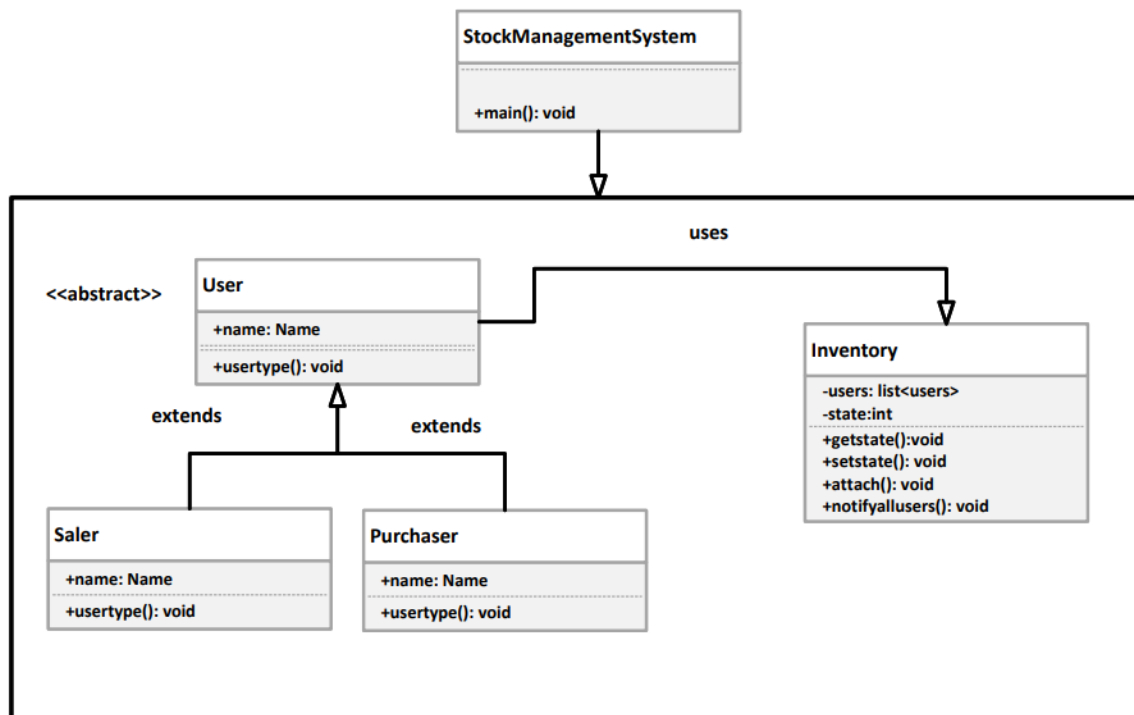 StockManagementSystem
+main(): void
uses
<<abstract>>
User
+name: Name
+usertype(): void
Inventory
-users: list<users>
-state:int
+getstate():void
+setstate(): void
+attach(): void
+notifyallusers(): void
extends
extends
Saler
+name: Name
+usertype(): void
Purchaser
+name: Name
+usertype(): void